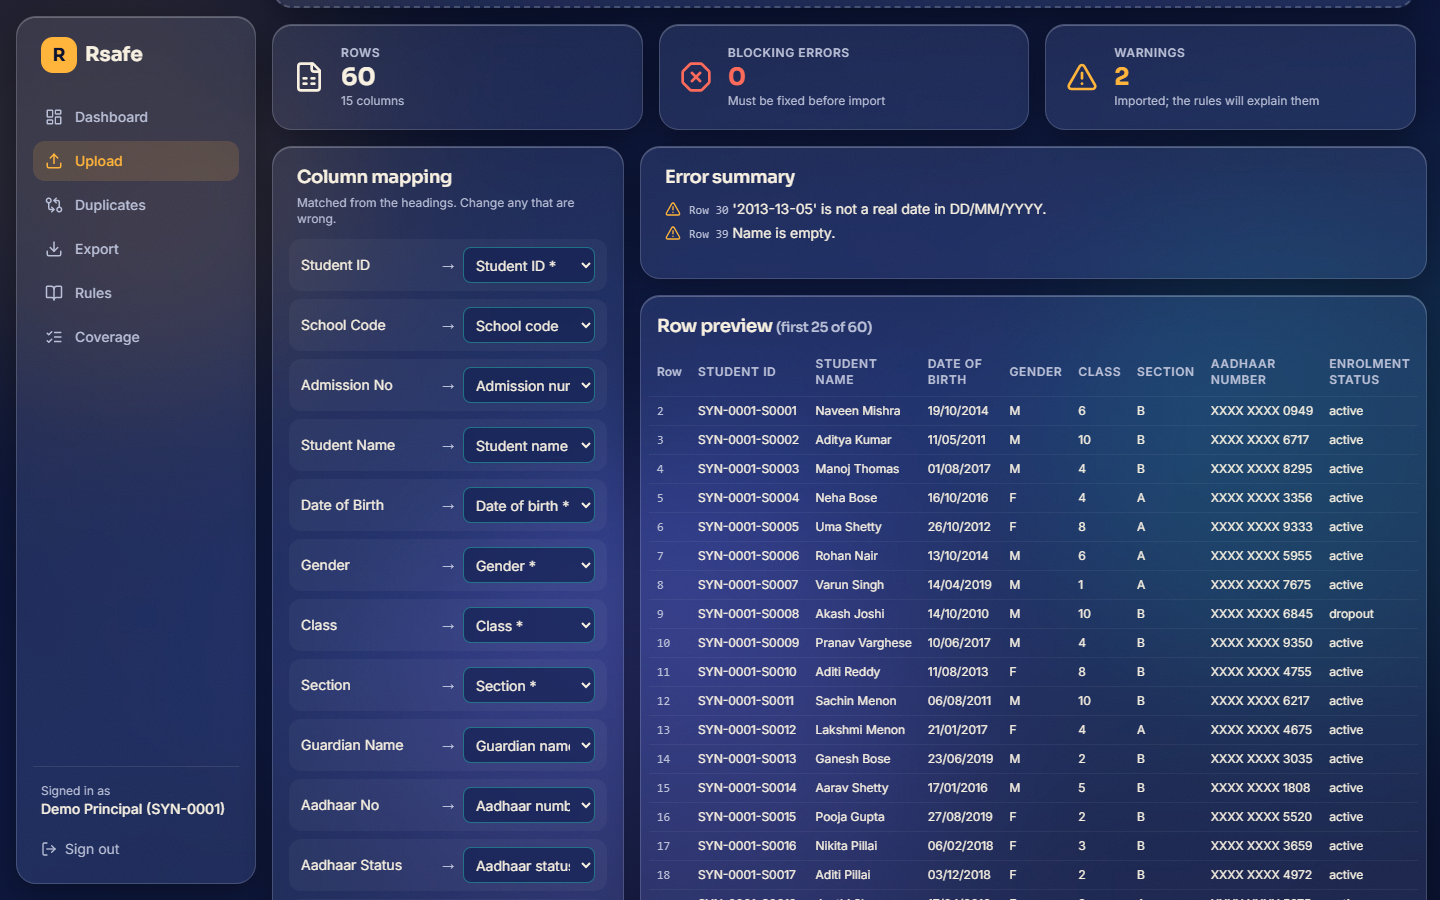 R Rsafe
Dashboard
Upload
Duplicates
Export
Rules
Coverage
Signed in as
Demo Principal (SYN-0001)
Sign out
ROWS
60
15 columns
BLOCKING ERRORS
0
Must be fixed before import
WARNINGS
2
Imported; the rules will explain them
Column mapping
Matched from the headings. Change any that are
wrong.
Student ID → Student ID *
School Code → School code
Admission No → Admission nur
Student Name → Student name
Date of Birth → Date of birth *
Gender → Gender *
Class → Class *
Section → Section *
Guardian Name → Guardian name
Aadhaar No → Aadhaar numb
Aadhaar Status → Aadhaar status
Error summary
Row 30 '2013-13-05' is not a real date in DD/MM/YYYY.
Row 39 Name is empty.
Row preview (first 25 of 60)
Row STUDENT ID STUDENT NAME DATE OF BIRTH GENDER CLASS SECTION AADHAAR NUMBER ENROLMENT STATUS
2 SYN-0001-S0001 Naveen Mishra 19/10/2014 M 6 B XXXX XXXX 0949 active
3 SYN-0001-S0002 Aditya Kumar 11/05/2011 M 10 B XXXX XXXX 6717 active
4 SYN-0001-S0003 Manoj Thomas 01/08/2017 M 4 B XXXX XXXX 8295 active
5 SYN-0001-S0004 Neha Bose 16/10/2016 F 4 A XXXX XXXX 3356 active
6 SYN-0001-S0005 Uma Shetty 26/10/2012 F 8 A XXXX XXXX 9333 active
7 SYN-0001-S0006 Rohan Nair 13/10/2014 M 6 A XXXX XXXX 5955 active
8 SYN-0001-S0007 Varun Singh 14/04/2019 M 1 A XXXX XXXX 7675 active
9 SYN-0001-S0008 Akash Joshi 14/10/2010 M 10 B XXXX XXXX 6845 dropout
10 SYN-0001-S0009 Pranav Varghese 10/06/2017 M 4 B XXXX XXXX 9350 active
11 SYN-0001-S0010 Aditi Reddy 11/08/2013 F 8 B XXXX XXXX 4755 active
12 SYN-0001-S0011 Sachin Menon 06/08/2011 M 10 B XXXX XXXX 6217 active
13 SYN-0001-S0012 Lakshmi Menon 21/01/2017 F 4 A XXXX XXXX 4675 active
14 SYN-0001-S0013 Ganesh Bose 23/06/2019 M 2 B XXXX XXXX 3035 active
15 SYN-0001-S0014 Aarav Shetty 17/01/2016 M 5 B XXXX XXXX 1808 active
16 SYN-0001-S0015 Pooja Gupta 27/08/2019 F 2 B XXXX XXXX 5520 active
17 SYN-0001-S0016 Nikita Pillai 06/02/2018 F 3 B XXXX XXXX 3659 active
18 SYN-0001-S0017 Aditi Pillai 03/12/2018 F 2 B XXXX XXXX 4972 active